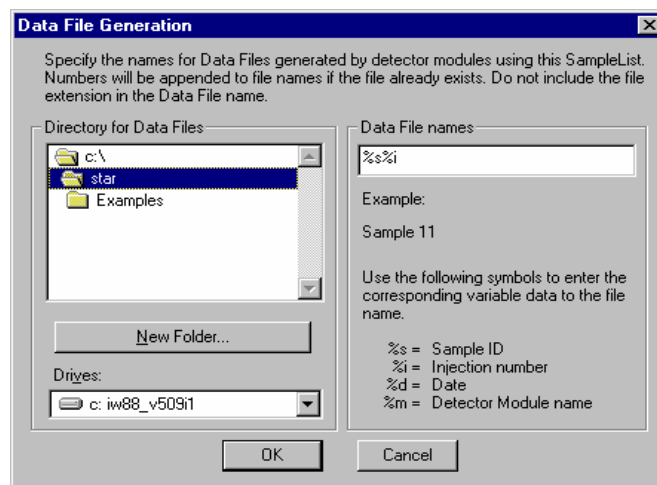 Data File Generation
Specify the names for Data Files generated by detector modules using this SampleList.
Numbers will be appended to file names if the file already exists. Do not include the file
extension in the Data File name.
Directory for Data Files
c:\
star
Examples
New Folder...
Drives:
c: iw88_v509i1
Data File names
%s%i
Example:
Sample 11
Use the following symbols to enter the
corresponding variable data to the file
name.
%s = Sample ID
%i = Injection number
%d = Date
%m = Detector Module name
OK
Cancel